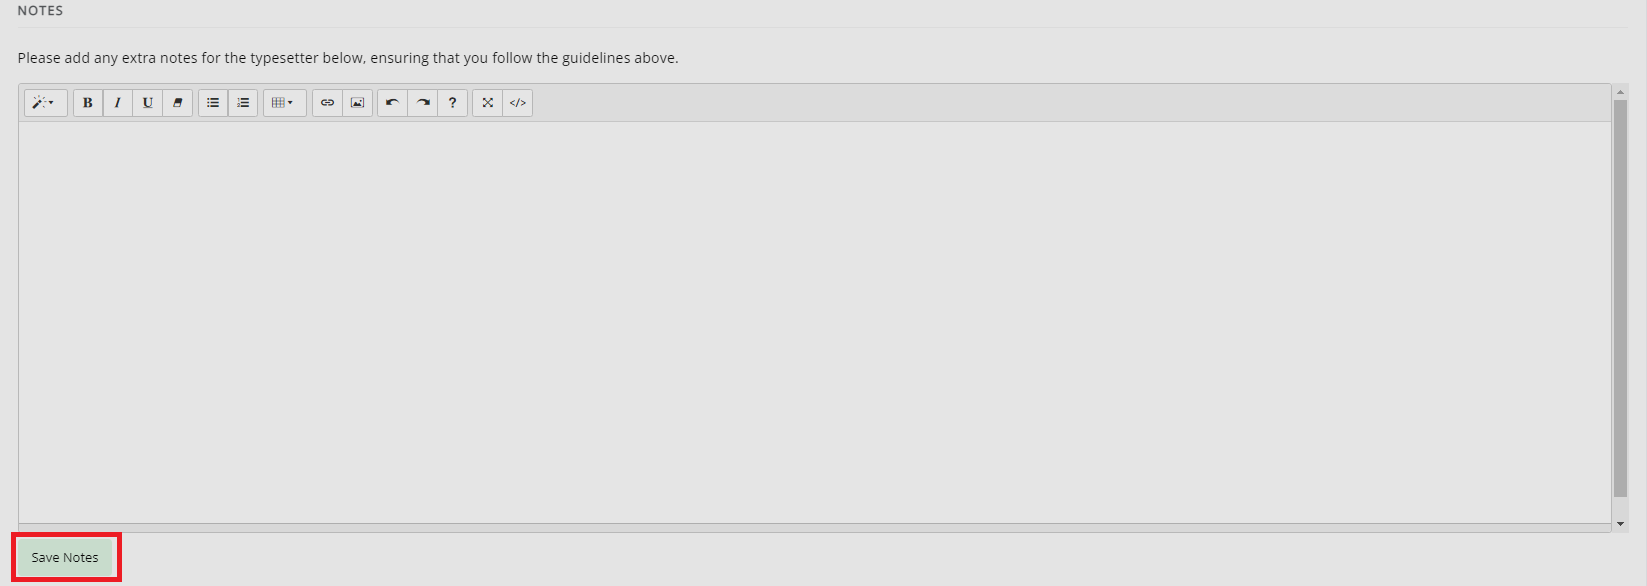 NOTES
Please add any extra notes for the typesetter below, ensuring that you follow the guidelines above.
B I U ? </>
Save Notes